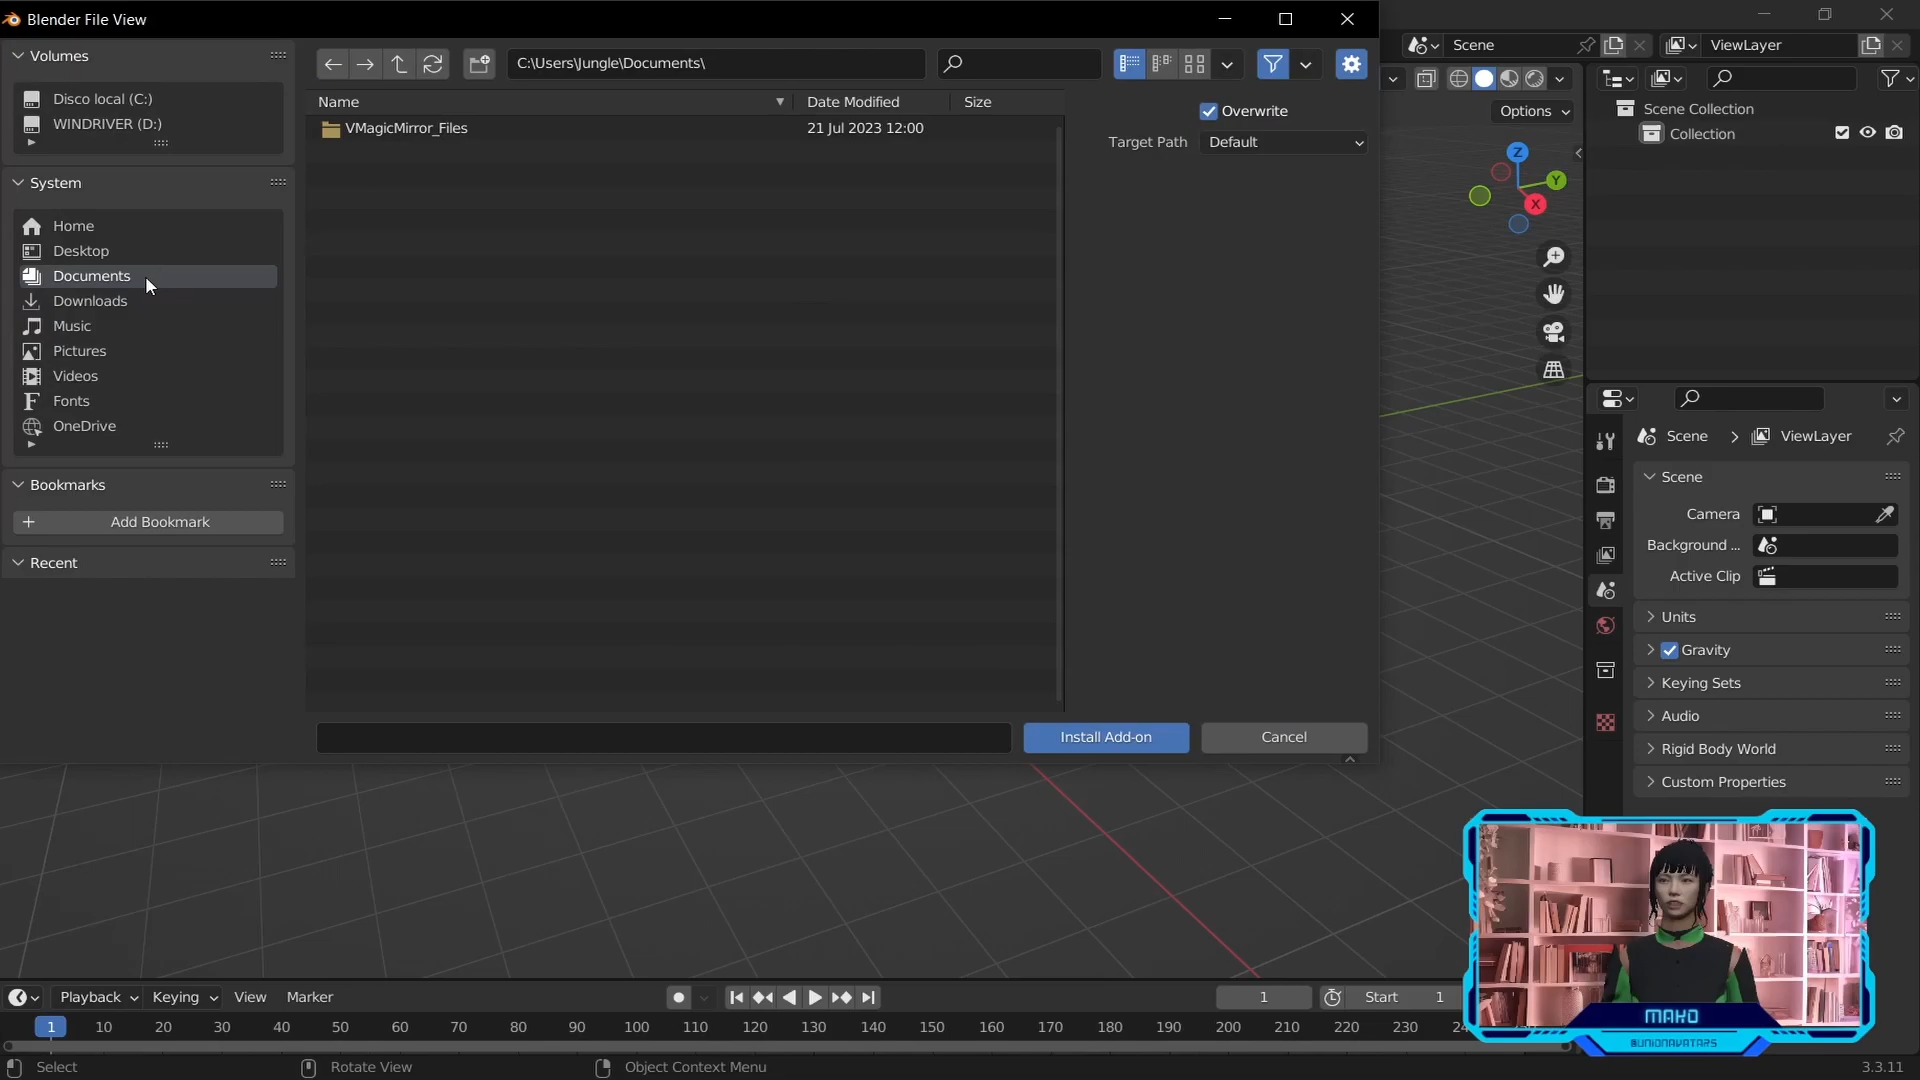 Blender File View
Volumes
Disco local (C:)
WINDRIVER (D:)
System
Home
Desktop
Documents
Downloads
Music
Pictures
Videos
Fonts
OneDrive
Bookmarks
Add Bookmark
Recent
C:\Users\Jungle\Documents\
Name
Date Modified
Size
VMagicMirror_Files
21 Jul 2023 12:00
Overwrite
Target Path
Default
Install Add-on
Cancel
Scene
ViewLayer
Options
Z
Y
X
Scene Collection
Collection
Scene
ViewLayer
Scene
Camera
Background ...
Active Clip
Units
Gravity
Keying Sets
Audio
Rigid Body World
Custom Properties
MAKO
@UNIONAVATARS
Playback
Keying
View
Marker
1
Start
1
1
10
20
30
40
50
60
70
80
90
100
110
120
130
140
150
160
170
180
190
200
210
220
230
Select
Rotate View
Object Context Menu
3.3.11